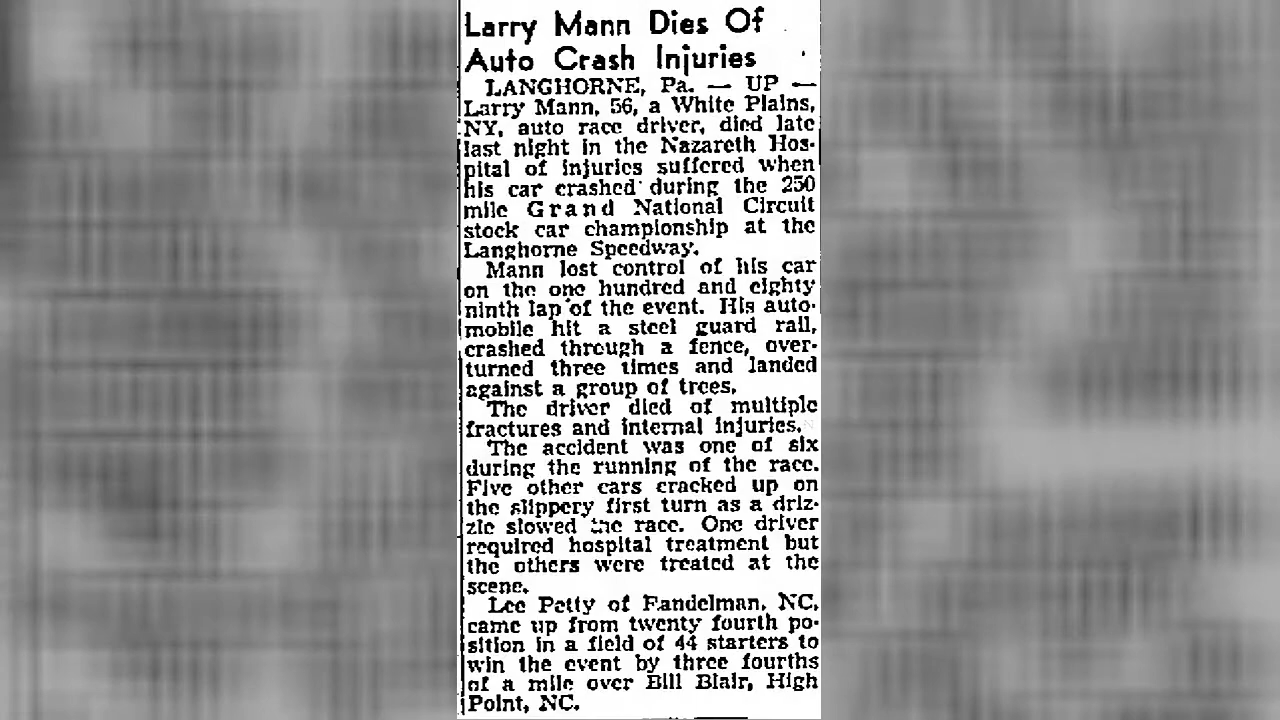 Larry Mann Dies Of
Auto Crash Injuries
LANGHORNE, Pa. — UP —
Larry Mann, 56, a White Plains,
NY, auto race driver, died late
last night in the Nazareth Hos-
pital of injuries suffered when
his car crashed during the 250
mile Grand National Circuit
stock car championship at the
Langhorne Speedway.
Mann lost control of his car
on the one hundred and eighty
ninth lap of the event. His auto-
mobile hit a steel guard rail,
crashed through a fence, over-
turned three times and landed
against a group of trees.
The driver died of multiple
fractures and internal injuries.
The accident was one of six
during the running of the race.
Five other cars cracked up on
the slippery first turn as a driz-
zle slowed the race. One driver
required hospital treatment but
the others were treated at the
scene.
Lee Petty of Randelman, NC,
came up from twenty fourth po-
sition in a field of 44 starters to
win the event by three fourths
of a mile over Bill Blair, High
Point, NC.